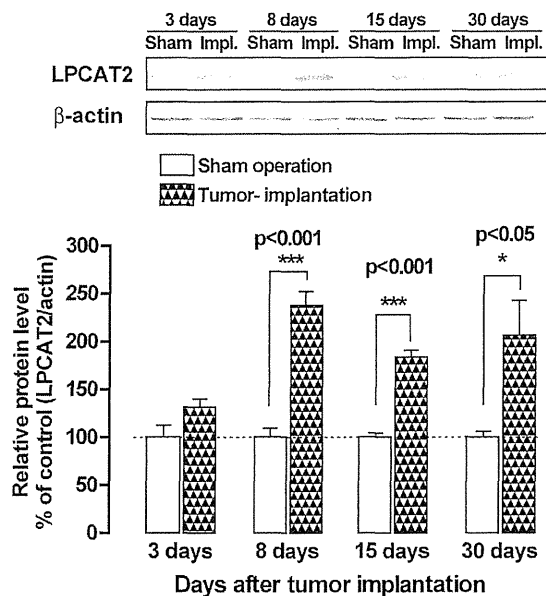 3 days 8 days 15 days 30 days
Sham Impl. Sham Impl. Sham Impl. Sham Impl.
LPCAT2
β-actin
Sham operation
Tumor- implantation
Relative protein level
% of control (LPCAT2/actin)
300
250
200
150
100
50
0
p<0.001
***
p<0.001
***
p<0.05
*
3 days 8 days 15 days 30 days
Days after tumor implantation